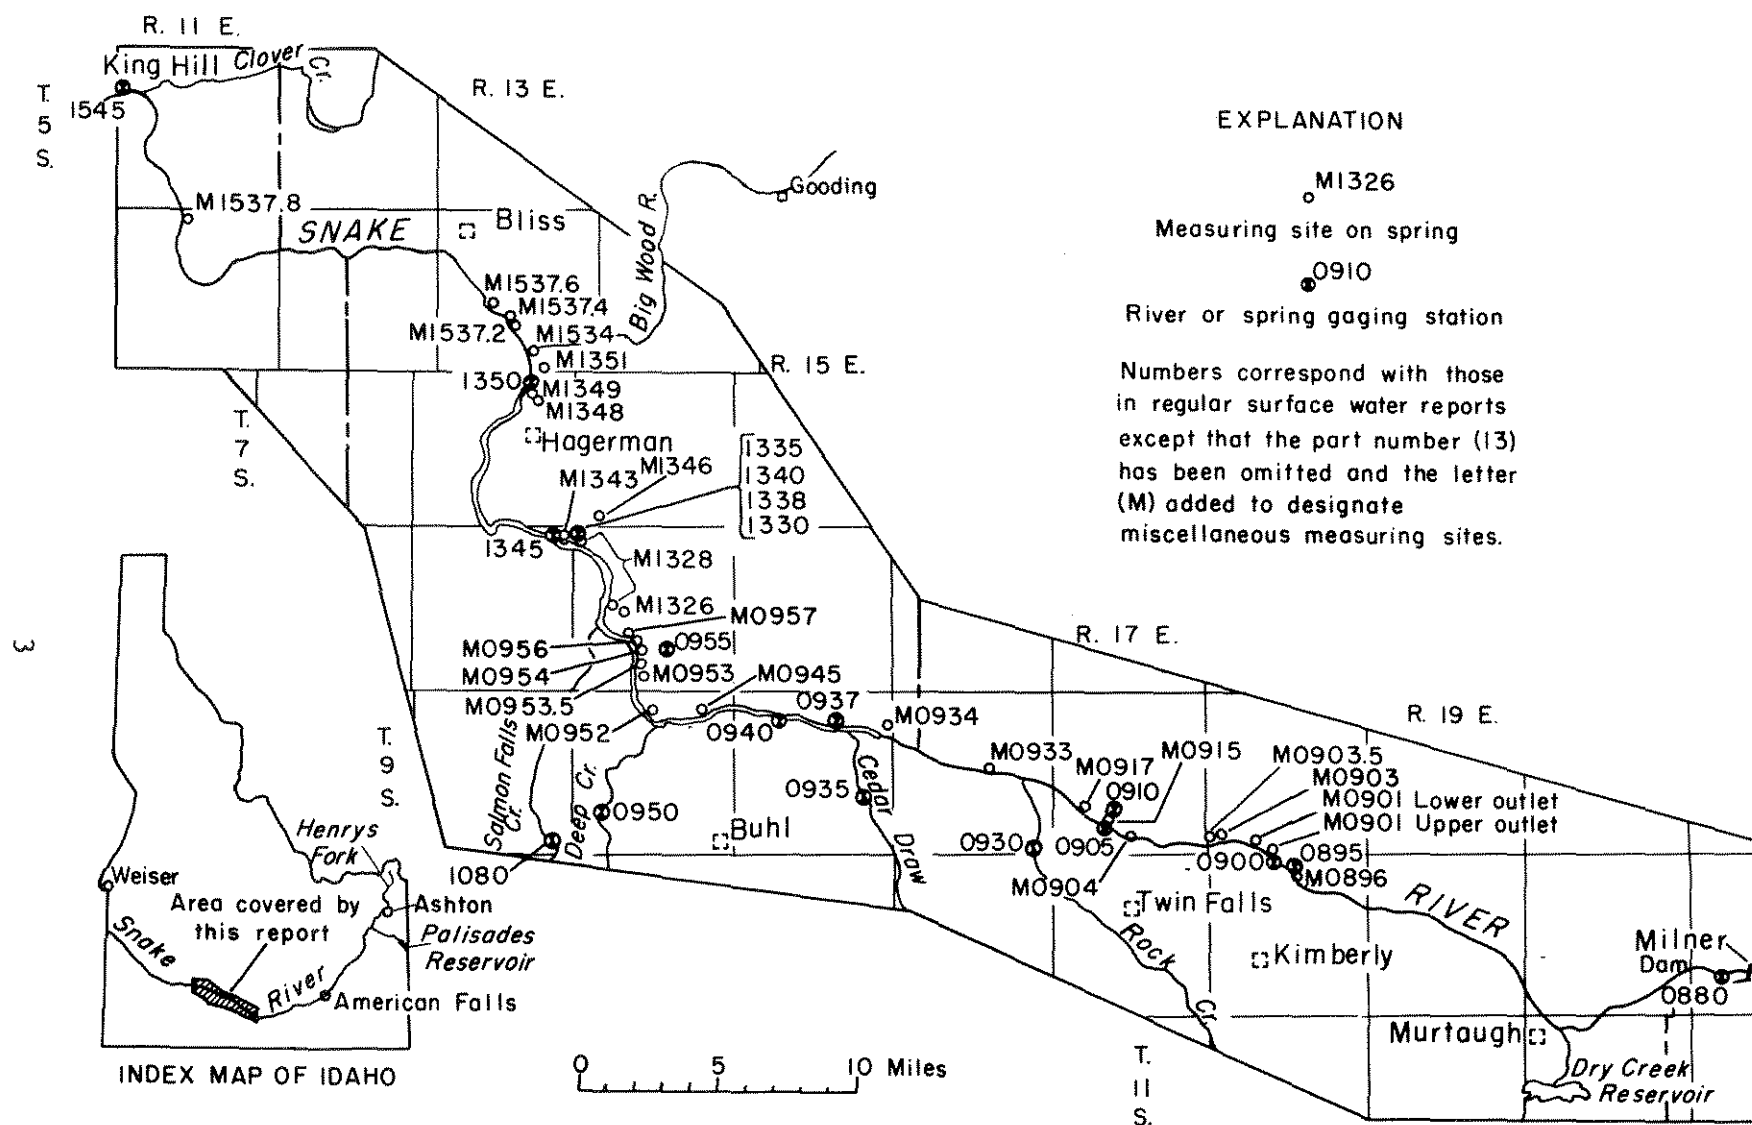 R. 11 E.
King Hill
Clover
Cr.
R. 13 E.
T.
5
S.
1545
EXPLANATION
M1326
Measuring site on spring
0910
River or spring gaging station
Numbers correspond with those
in regular surface water reports
except that the part number (13)
has been omitted and the letter
(M) added to designate
miscellaneous measuring sites.
Gooding
M1537.8
SNAKE
Bliss
Big Wood R.
M1537.6
M1537.4
M1537.2
M1534
M1351
R. 15 E.
1350
M1349
M1348
T.
7
S.
Hagerman
M1346
M1343
1335
1340
1338
1330
1345
M1328
M1326
M0957
M0956
0955
M0954
M0953
M0945
M0953.5
0937
R. 17 E.
M0934
R. 19 E.
M0952
0940
T.
9
S.
Salmon Falls
Cr.
Deep Cr.
M0933
M0917
M0915
M0903.5
M0903
M0901 Lower outlet
M0901 Upper outlet
0910
0935
Cedar
Draw
0950
Buhl
1080
0930
0905
M0904
0900
0895
M0896
RIVER
Twin Falls
Rock
Cr.
Kimberly
Milner
Dam
0880
Murtaugh
Dry Creek
Reservoir
T.
11
S.
Henrys
Fork
Weiser
Area covered by
this report
Ashton
Palisades
Reservoir
Snake
River
American Falls
INDEX MAP OF IDAHO
0 5 10 Miles
3